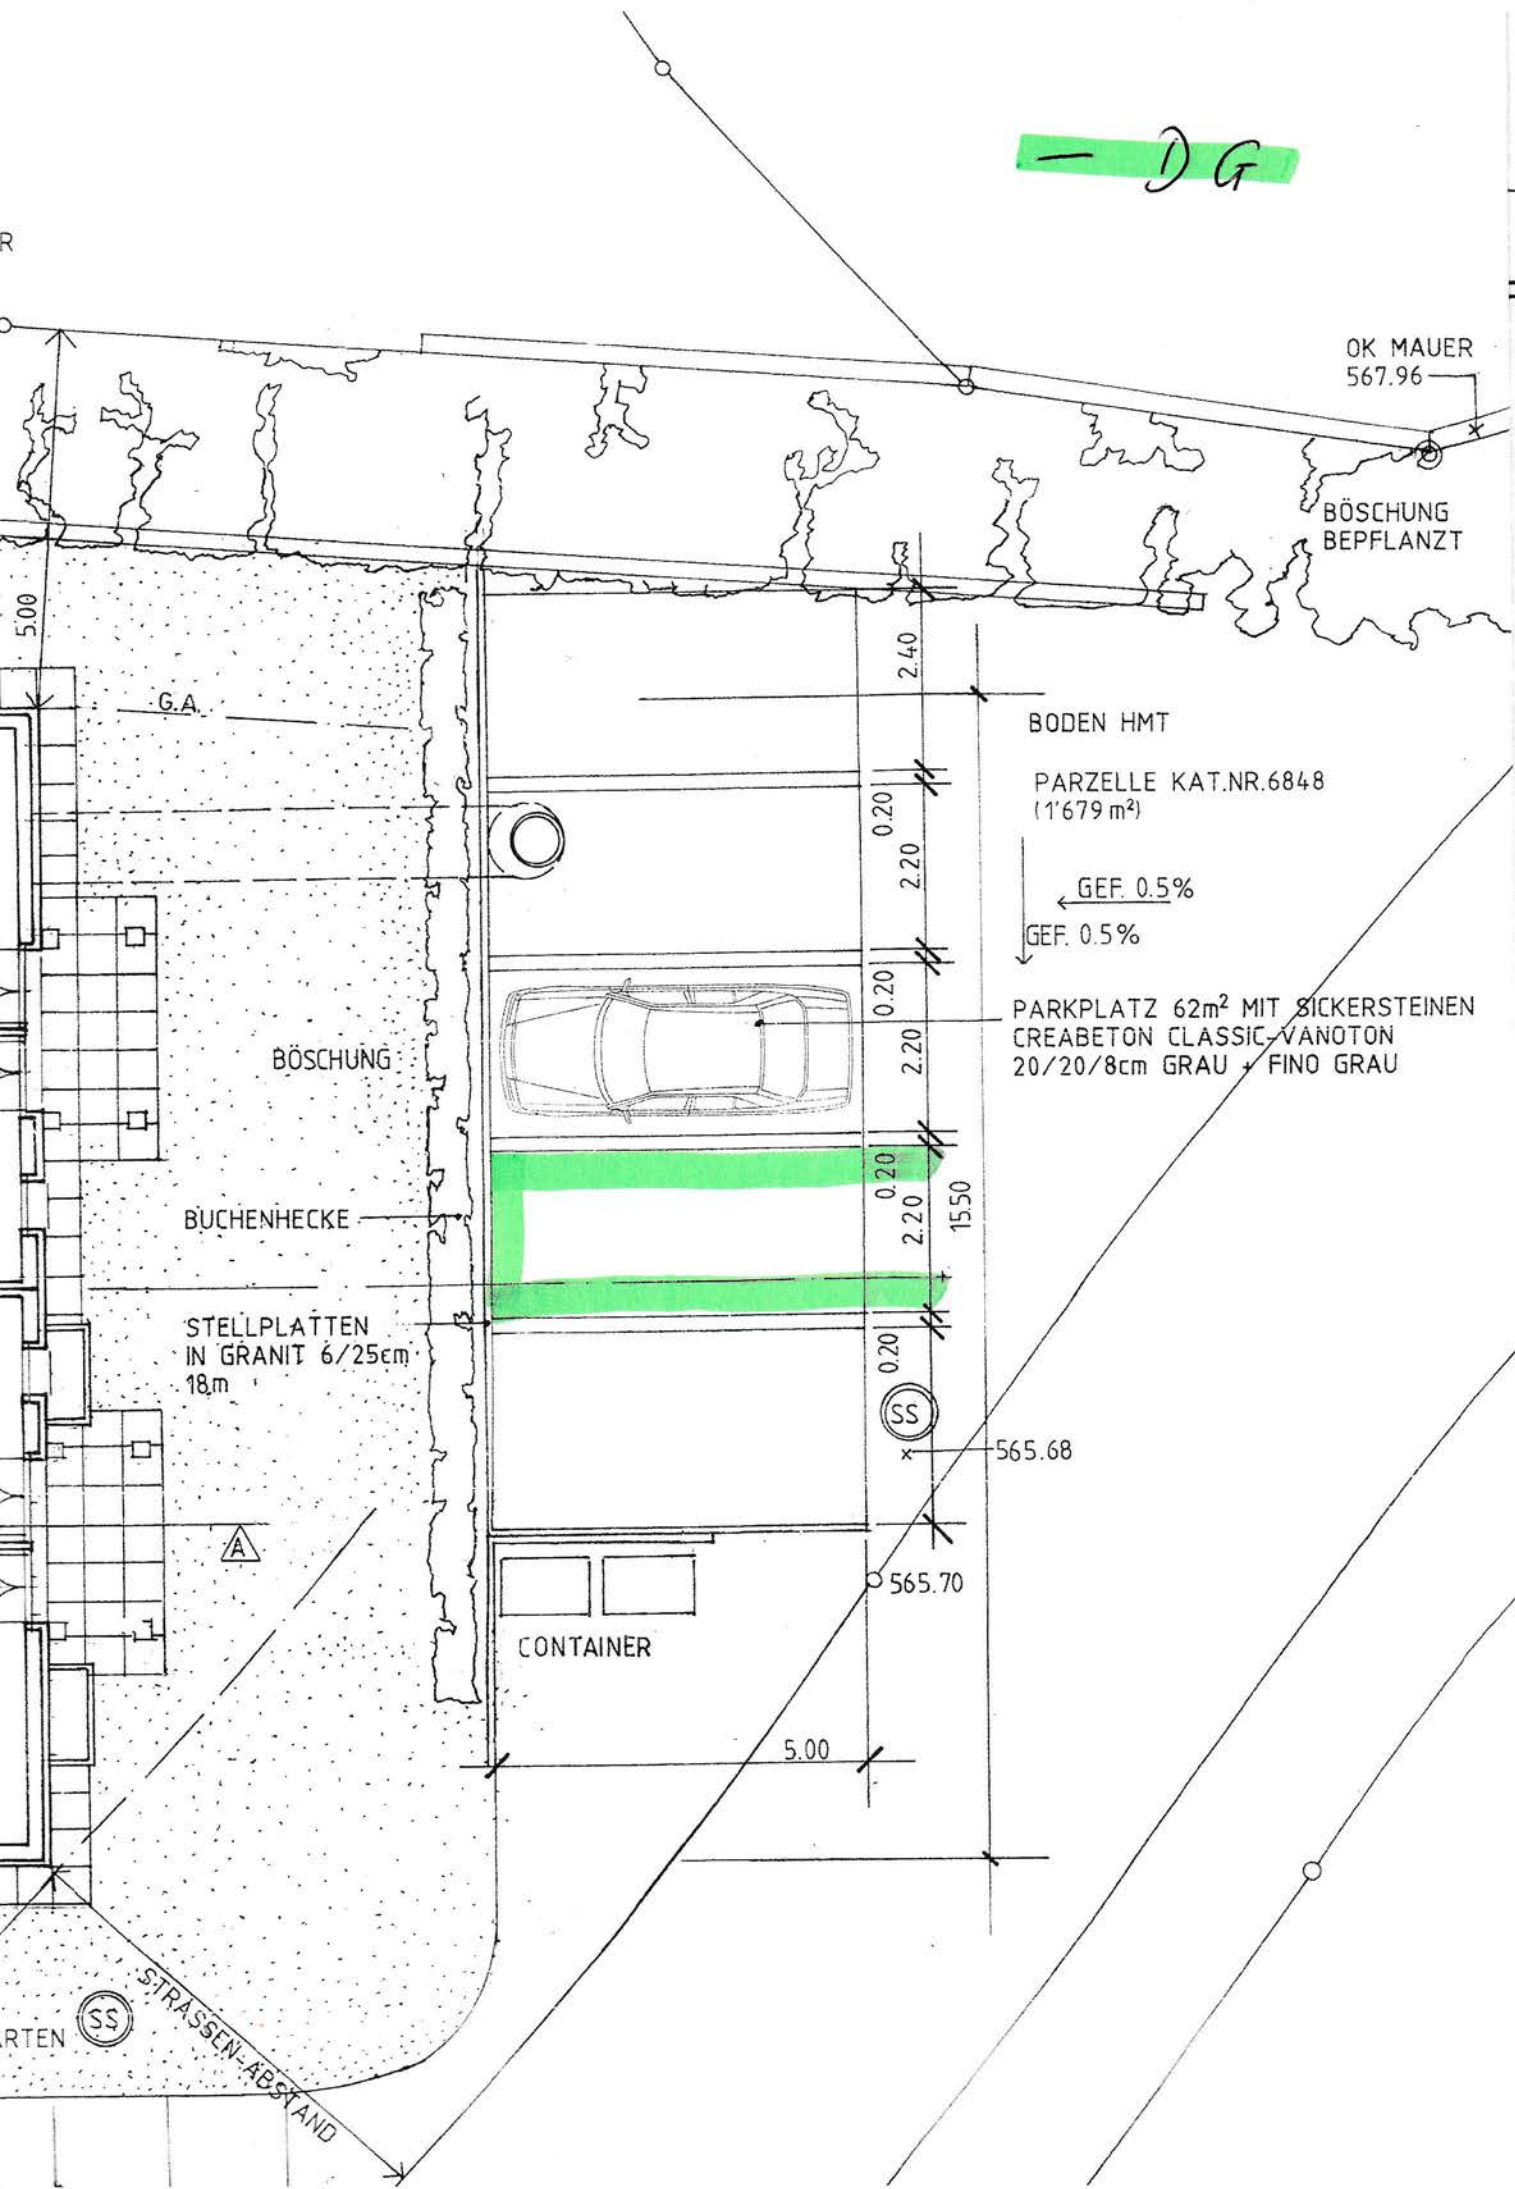 — DG
R
OK MAUER
567.96
BÖSCHUNG
BEPFLANZT
5.00
2.40
G.A.
BODEN HMT
PARZELLE KAT.NR.6848
(1'679 m²)
0.20
2.20
GEF. 0.5%
GEF. 0.5%
0.20
2.20
PARKPLATZ 62m² MIT SICKERSTEINEN
CREABETON CLASSIC-VANOTON
20/20/8cm GRAU + FINO GRAU
BÖSCHUNG
0.20
2.20
15.50
BUCHENHECKE
STELLPLATTEN
IN GRANIT 6/25cm
18m
0.20
SS
565.68
A
565.70
CONTAINER
5.00
STRASSEN-ABSTAND
SS
ARTEN